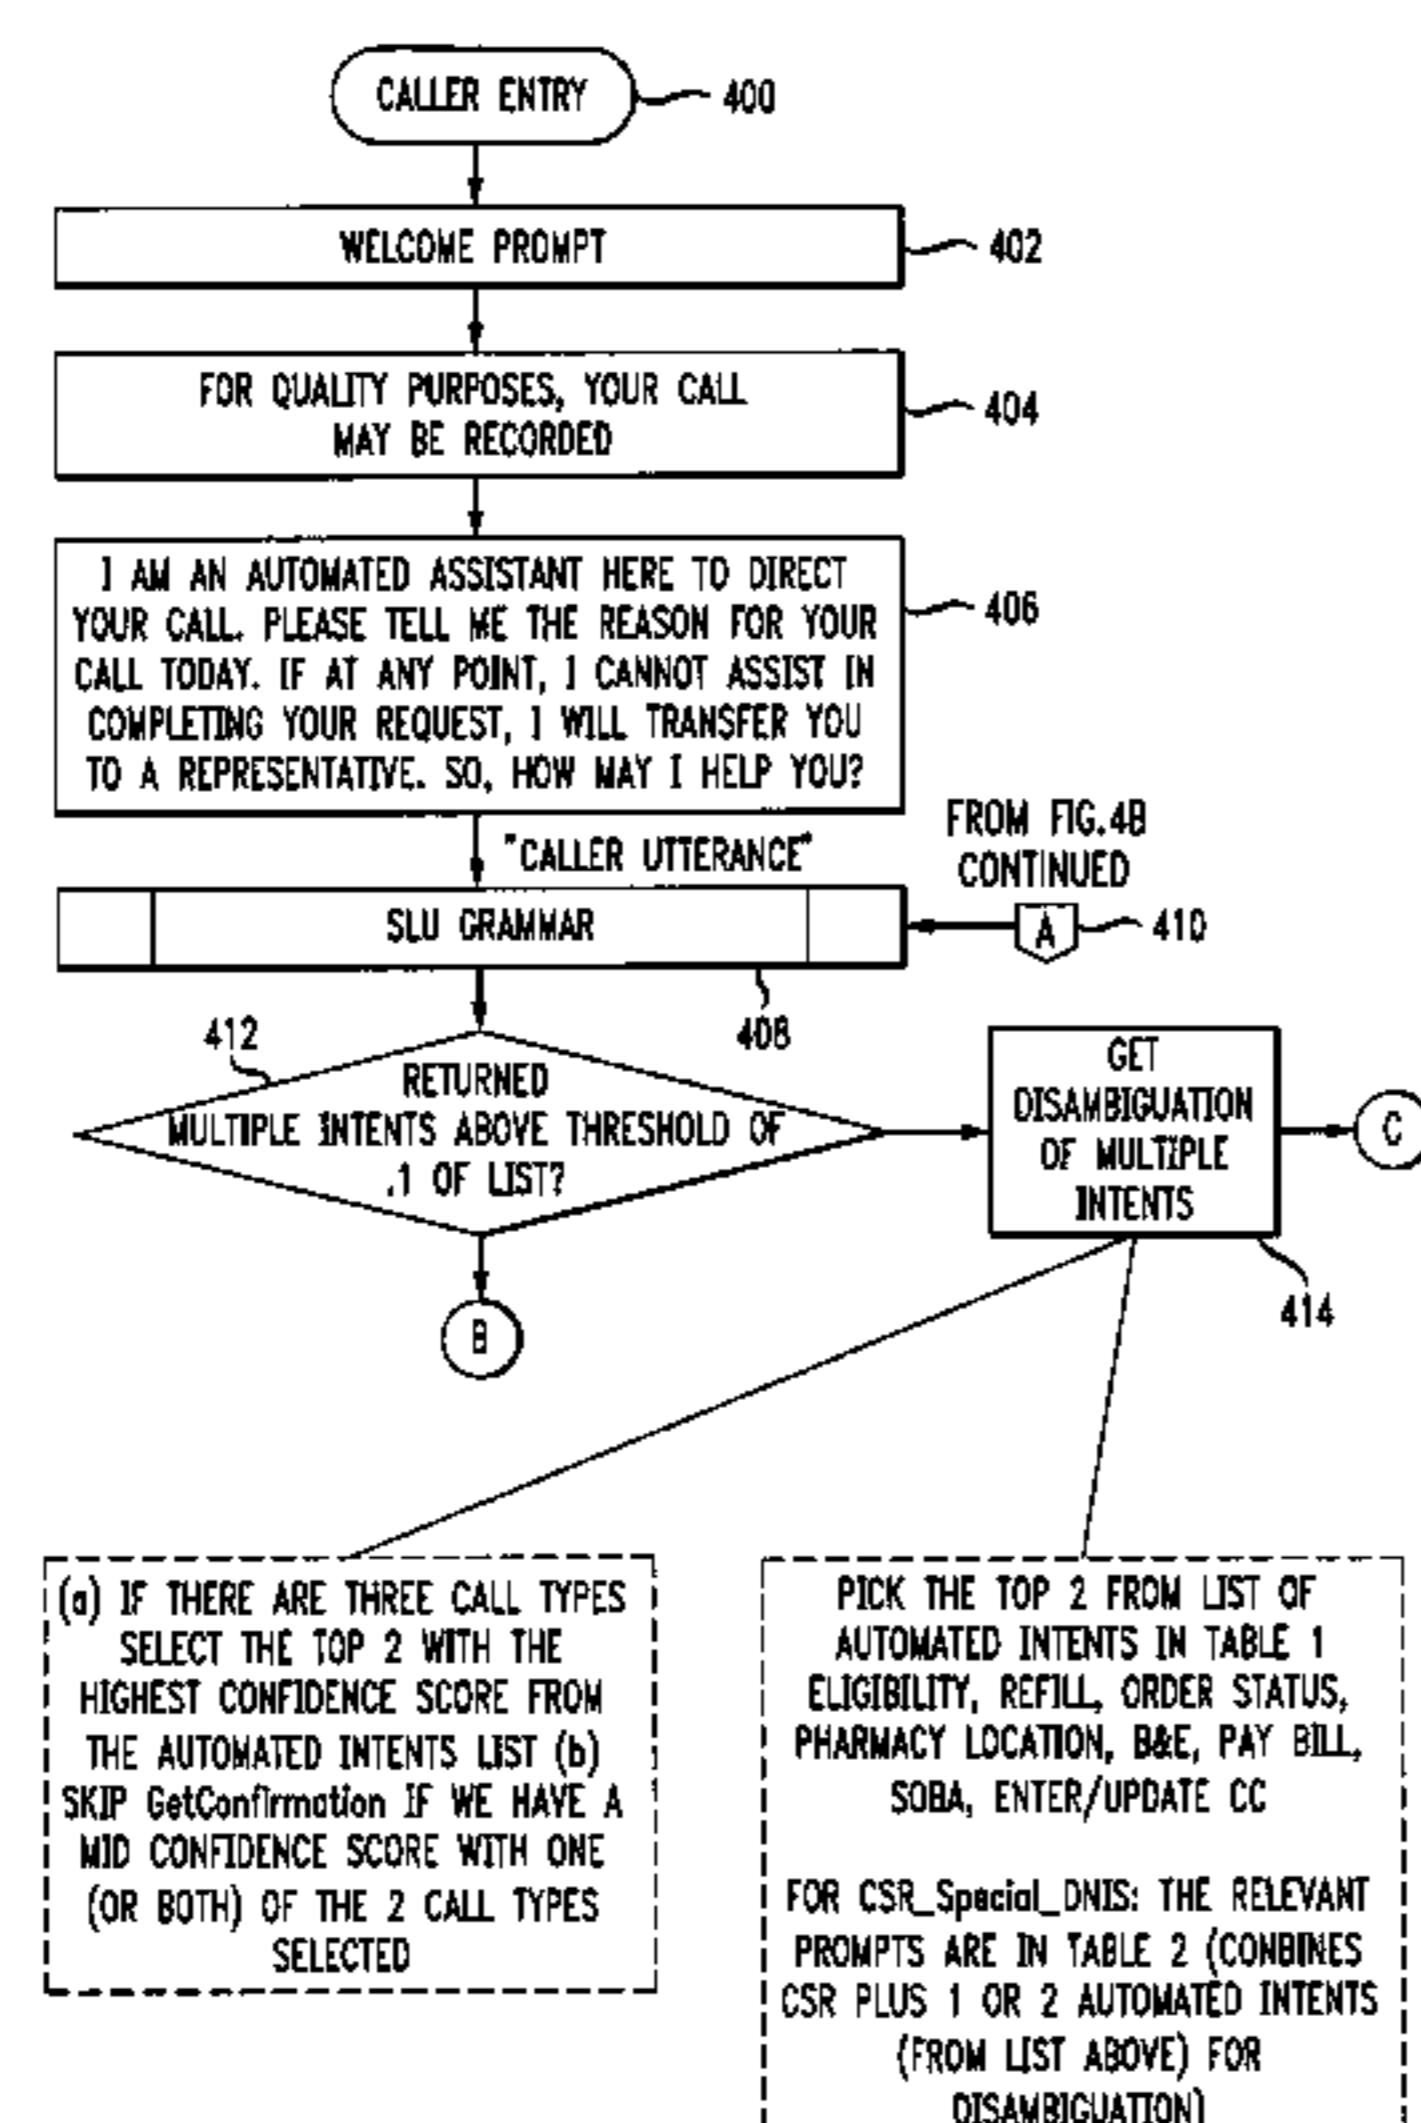 CALLER ENTRY
400
WELCOME PROMPT
402
FOR QUALITY PURPOSES, YOUR CALL
MAY BE RECORDED
404
I AM AN AUTOMATED ASSISTANT HERE TO DIRECT
YOUR CALL. PLEASE TELL ME THE REASON FOR YOUR
CALL TODAY. IF AT ANY POINT, I CANNOT ASSIST IN
COMPLETING YOUR REQUEST, I WILL TRANSFER YOU
TO A REPRESENTATIVE. SO, HOW MAY I HELP YOU?
406
"CALLER UTTERANCE"
FROM FIG.4B
CONTINUED
SLU GRAMMAR
A
410
408
412
RETURNED
MULTIPLE INTENTS ABOVE THRESHOLD OF
.1 OF LIST?
GET
DISAMBIGUATION
OF MULTIPLE
INTENTS
C
414
B
(a) IF THERE ARE THREE CALL TYPES
SELECT THE TOP 2 WITH THE
HIGHEST CONFIDENCE SCORE FROM
THE AUTOMATED INTENTS LIST (b)
SKIP GetConfirmation IF WE HAVE A
MID CONFIDENCE SCORE WITH ONE
(OR BOTH) OF THE 2 CALL TYPES
SELECTED
PICK THE TOP 2 FROM LIST OF
AUTOMATED INTENTS IN TABLE 1
ELIGIBILITY, REFILL, ORDER STATUS,
PHARMACY LOCATION, B&E, PAY BILL,
SOBA, ENTER/UPDATE CC
FOR CSR_Special_DNIS: THE RELEVANT
PROMPTS ARE IN TABLE 2 (CONBINES
CSR PLUS 1 OR 2 AUTOMATED INTENTS
(FROM LIST ABOVE) FOR
DISAMBIGUATION)